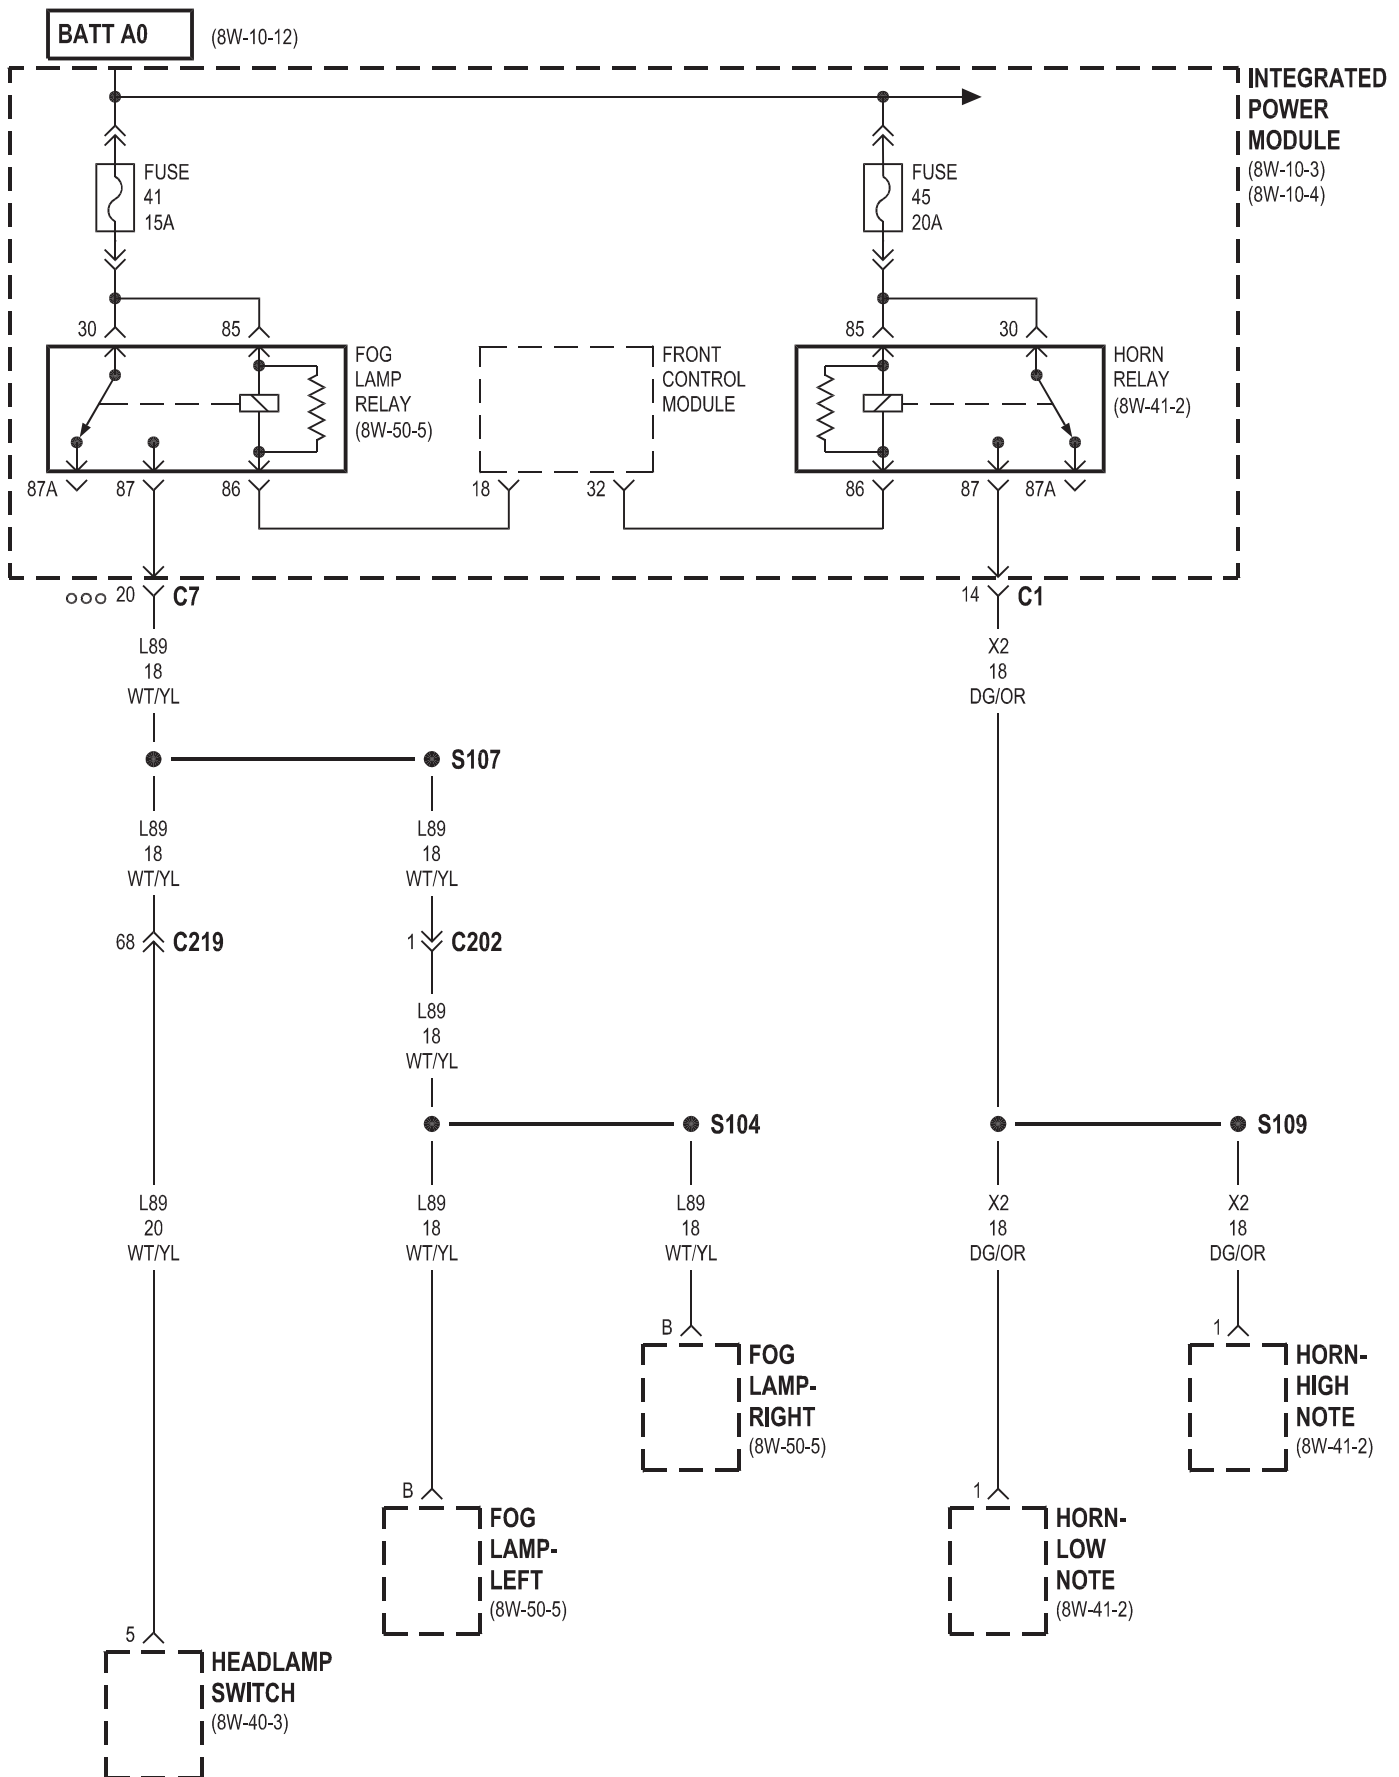 BATT A0
(8W-10-12)
INTEGRATED
POWER
MODULE
(8W-10-3)
(8W-10-4)
FUSE
41
15A
FUSE
45
20A
30
85
85
30
FOG
LAMP
RELAY
(8W-50-5)
FRONT
CONTROL
MODULE
HORN
RELAY
(8W-41-2)
87A
87
86
18
32
86
87
87A
20
C7
14
C1
L89
18
WT/YL
X2
18
DG/OR
S107
L89
18
WT/YL
L89
18
WT/YL
68
C219
1
C202
L89
18
WT/YL
S104
S109
L89
20
WT/YL
L89
18
WT/YL
L89
18
WT/YL
X2
18
DG/OR
X2
18
DG/OR
B
FOG
LAMP-
RIGHT
(8W-50-5)
1
HORN-
HIGH
NOTE
(8W-41-2)
B
FOG
LAMP-
LEFT
(8W-50-5)
1
HORN-
LOW
NOTE
(8W-41-2)
5
HEADLAMP
SWITCH
(8W-40-3)